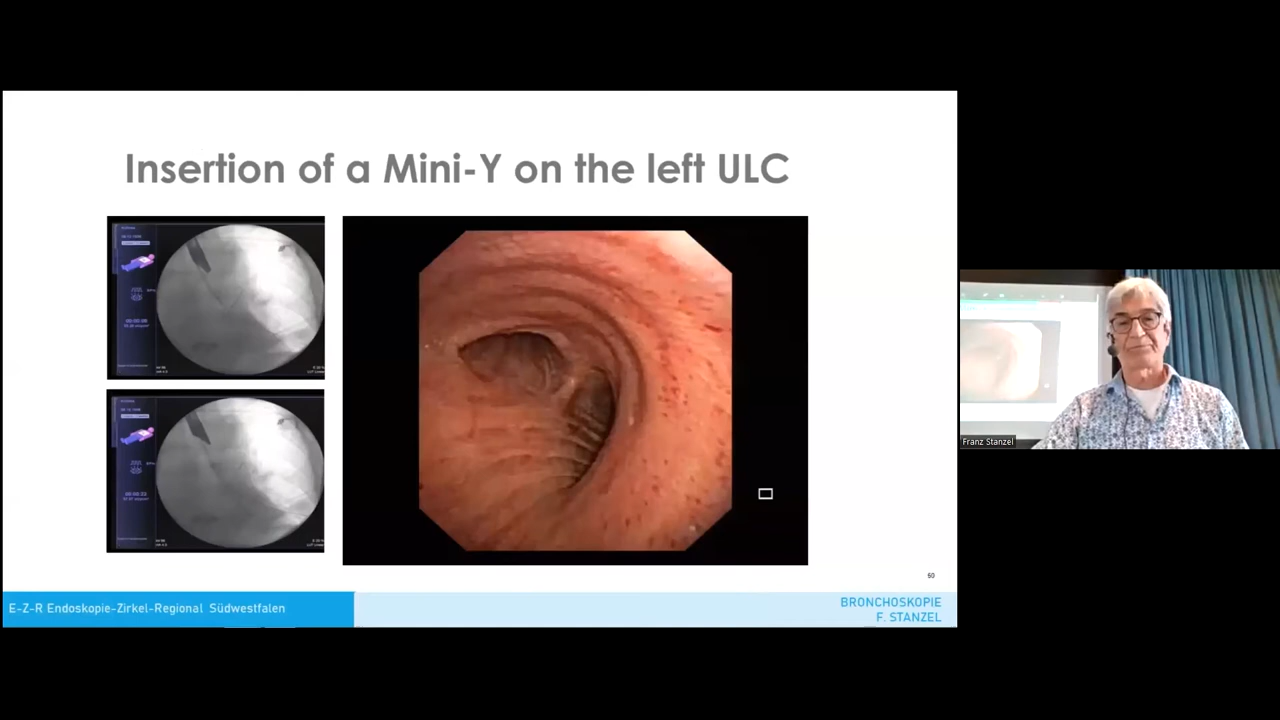 Insertion of a Mini-Y on the left ULC
60
E-Z-R Endoskopie-Zirkel-Regional Südwestfalen
BRONCHOSKOPIE
F. STANZEL
Franz Stanzel